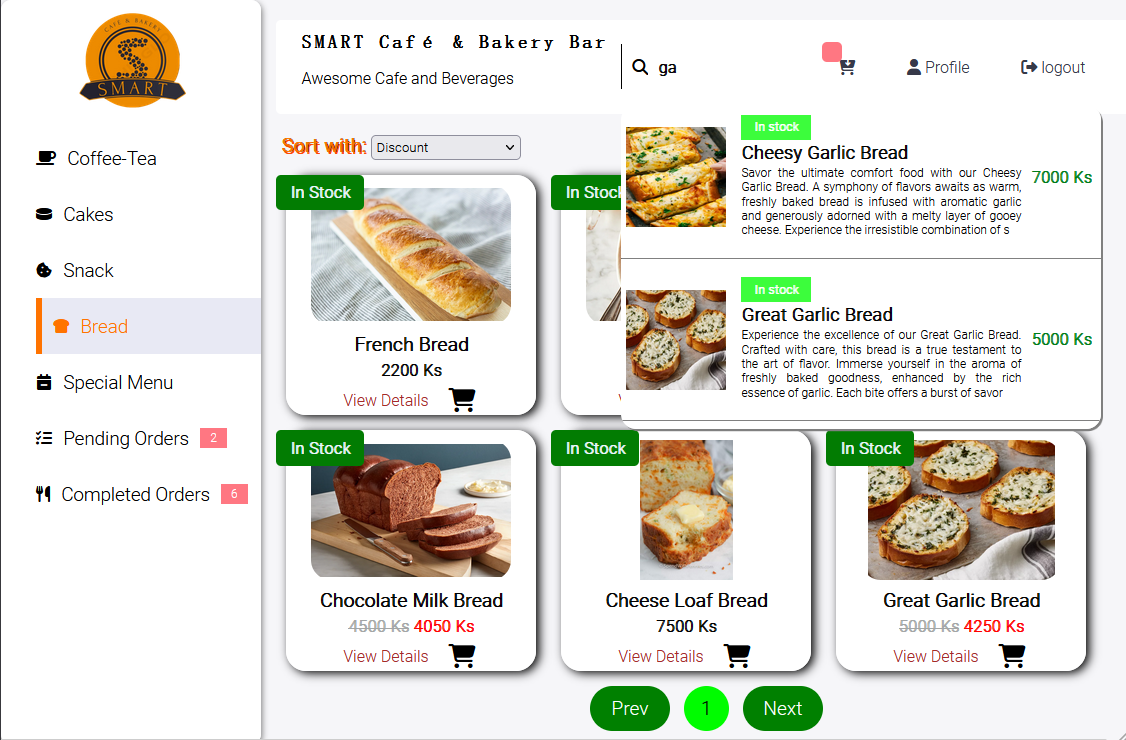 CAFÉ & BAKERY
SMART
Coffee-Tea
Cakes
Snack
Bread
Special Menu
Pending Orders 2
Completed Orders 6
SMART Café & Bakery Bar
Awesome Cafe and Beverages
ga
Profile
logout
Sort with: Discount
In stock
Cheesy Garlic Bread
Savor the ultimate comfort food with our Cheesy
Garlic Bread. A symphony of flavors awaits as warm,
freshly baked bread is infused with aromatic garlic
and generously adorned with a melty layer of gooey
cheese. Experience the irresistible combination of s
7000 Ks
In stock
Great Garlic Bread
Experience the excellence of our Great Garlic Bread.
Crafted with care, this bread is a true testament to
the art of flavor. Immerse yourself in the aroma of
freshly baked goodness, enhanced by the rich
essence of garlic. Each bite offers a burst of savor
5000 Ks
In Stock
French Bread
2200 Ks
View Details
In Stock
Chocolate Milk Bread
4500 Ks 4050 Ks
View Details
In Stock
Cheese Loaf Bread
7500 Ks
View Details
In Stock
Great Garlic Bread
5000 Ks 4250 Ks
View Details
Prev 1 Next